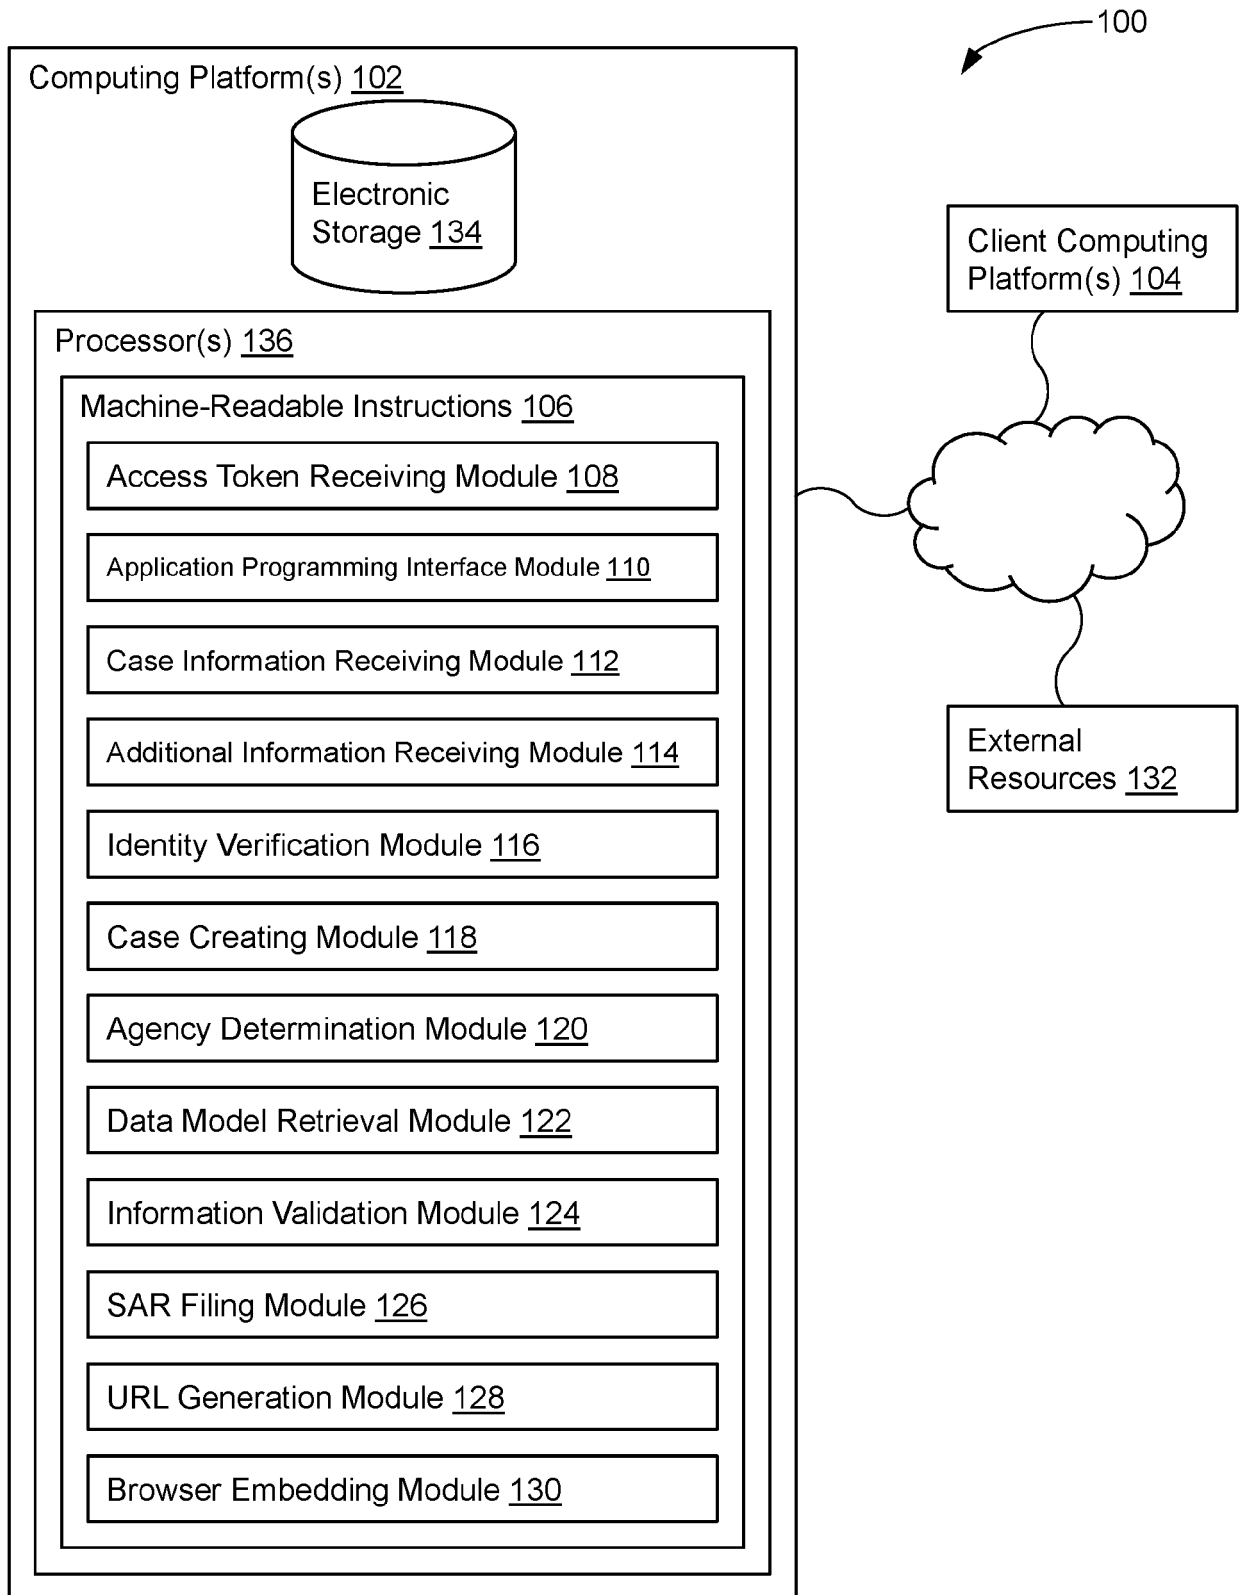 100
Computing Platform(s) 102
Electronic
Storage 134
Client Computing
Platform(s) 104
Processor(s) 136
Machine-Readable Instructions 106
Access Token Receiving Module 108
Application Programming Interface Module 110
Case Information Receiving Module 112
Additional Information Receiving Module 114
External
Resources 132
Identity Verification Module 116
Case Creating Module 118
Agency Determination Module 120
Data Model Retrieval Module 122
Information Validation Module 124
SAR Filing Module 126
URL Generation Module 128
Browser Embedding Module 130